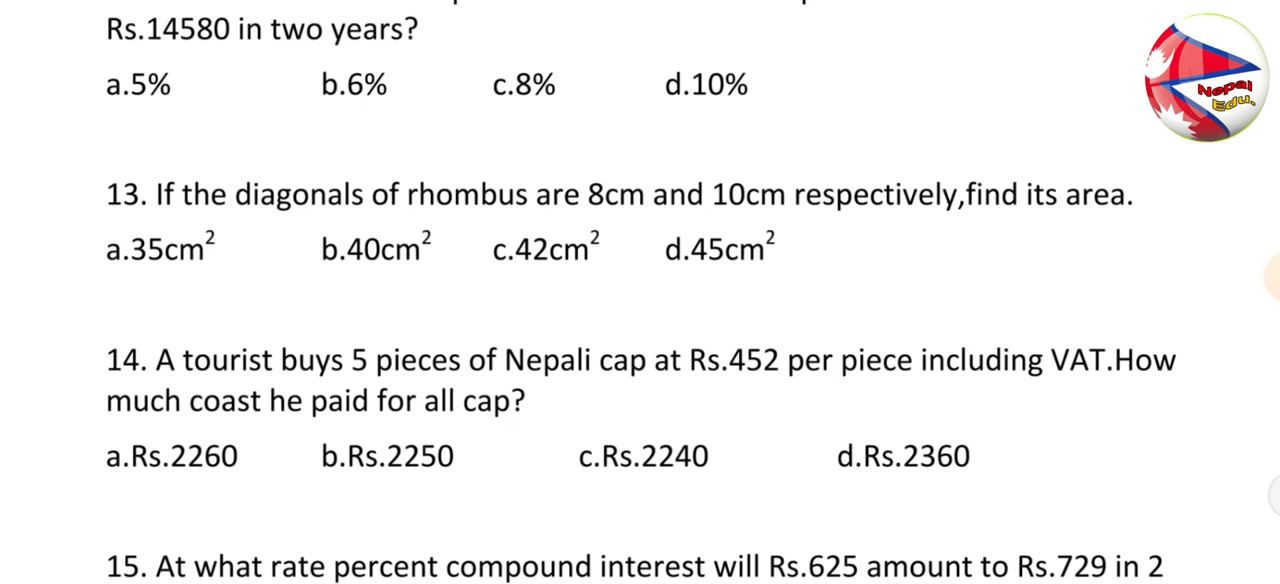 Rs.14580 in two years?
a.5% b.6% c.8% d.10%
Nepal
Edu.
13. If the diagonals of rhombus are 8cm and 10cm respectively,find its area.
a.35cm² b.40cm² c.42cm² d.45cm²
14. A tourist buys 5 pieces of Nepali cap at Rs.452 per piece including VAT.How
much coast he paid for all cap?
a.Rs.2260 b.Rs.2250 c.Rs.2240 d.Rs.2360
15. At what rate percent compound interest will Rs.625 amount to Rs.729 in 2